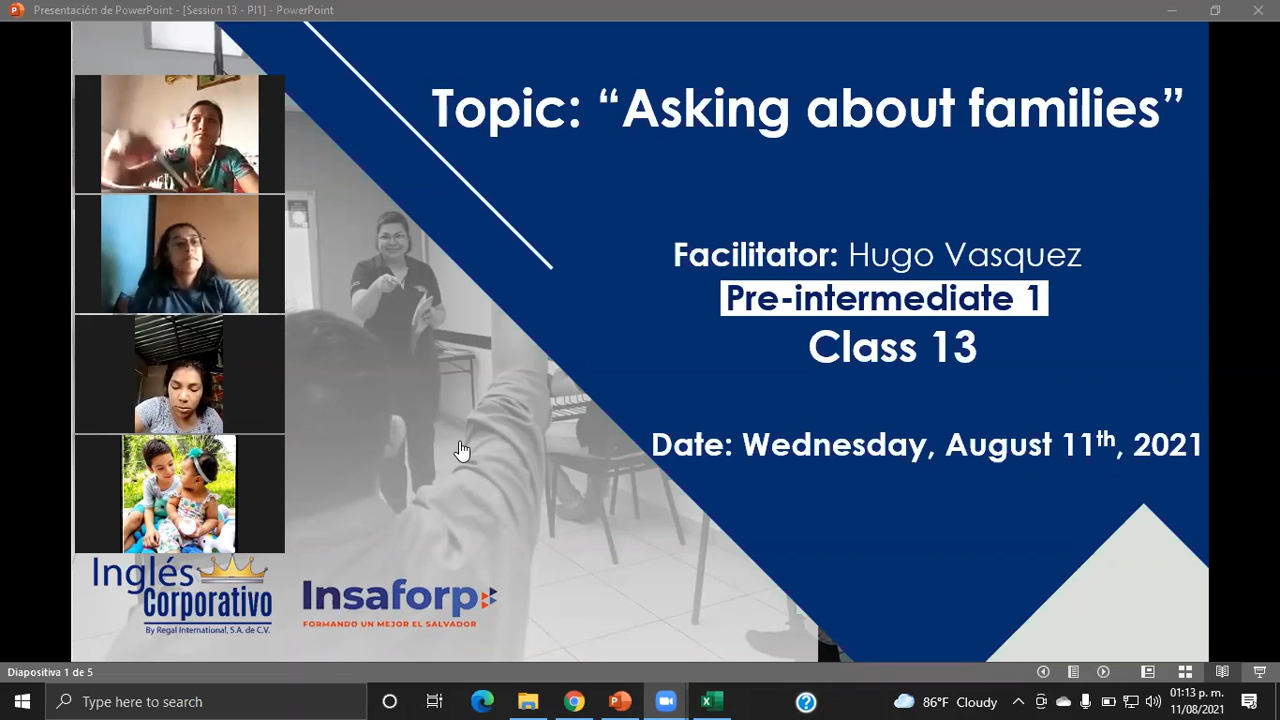 Presentación de PowerPoint - [Session 13 - PI1] - PowerPoint
Topic: “Asking about families”
Facilitator: Hugo Vasquez
Pre-intermediate 1
Class 13
Date: Wednesday, August 11th, 2021
Inglés
Corporativo
By Regal International, S.A. de C.V.
Insaforp
FORMANDO UN MEJOR EL SALVADOR
Diapositiva 1 de 5
Type here to search
86°F Cloudy
01:13 p. m.
11/08/2021